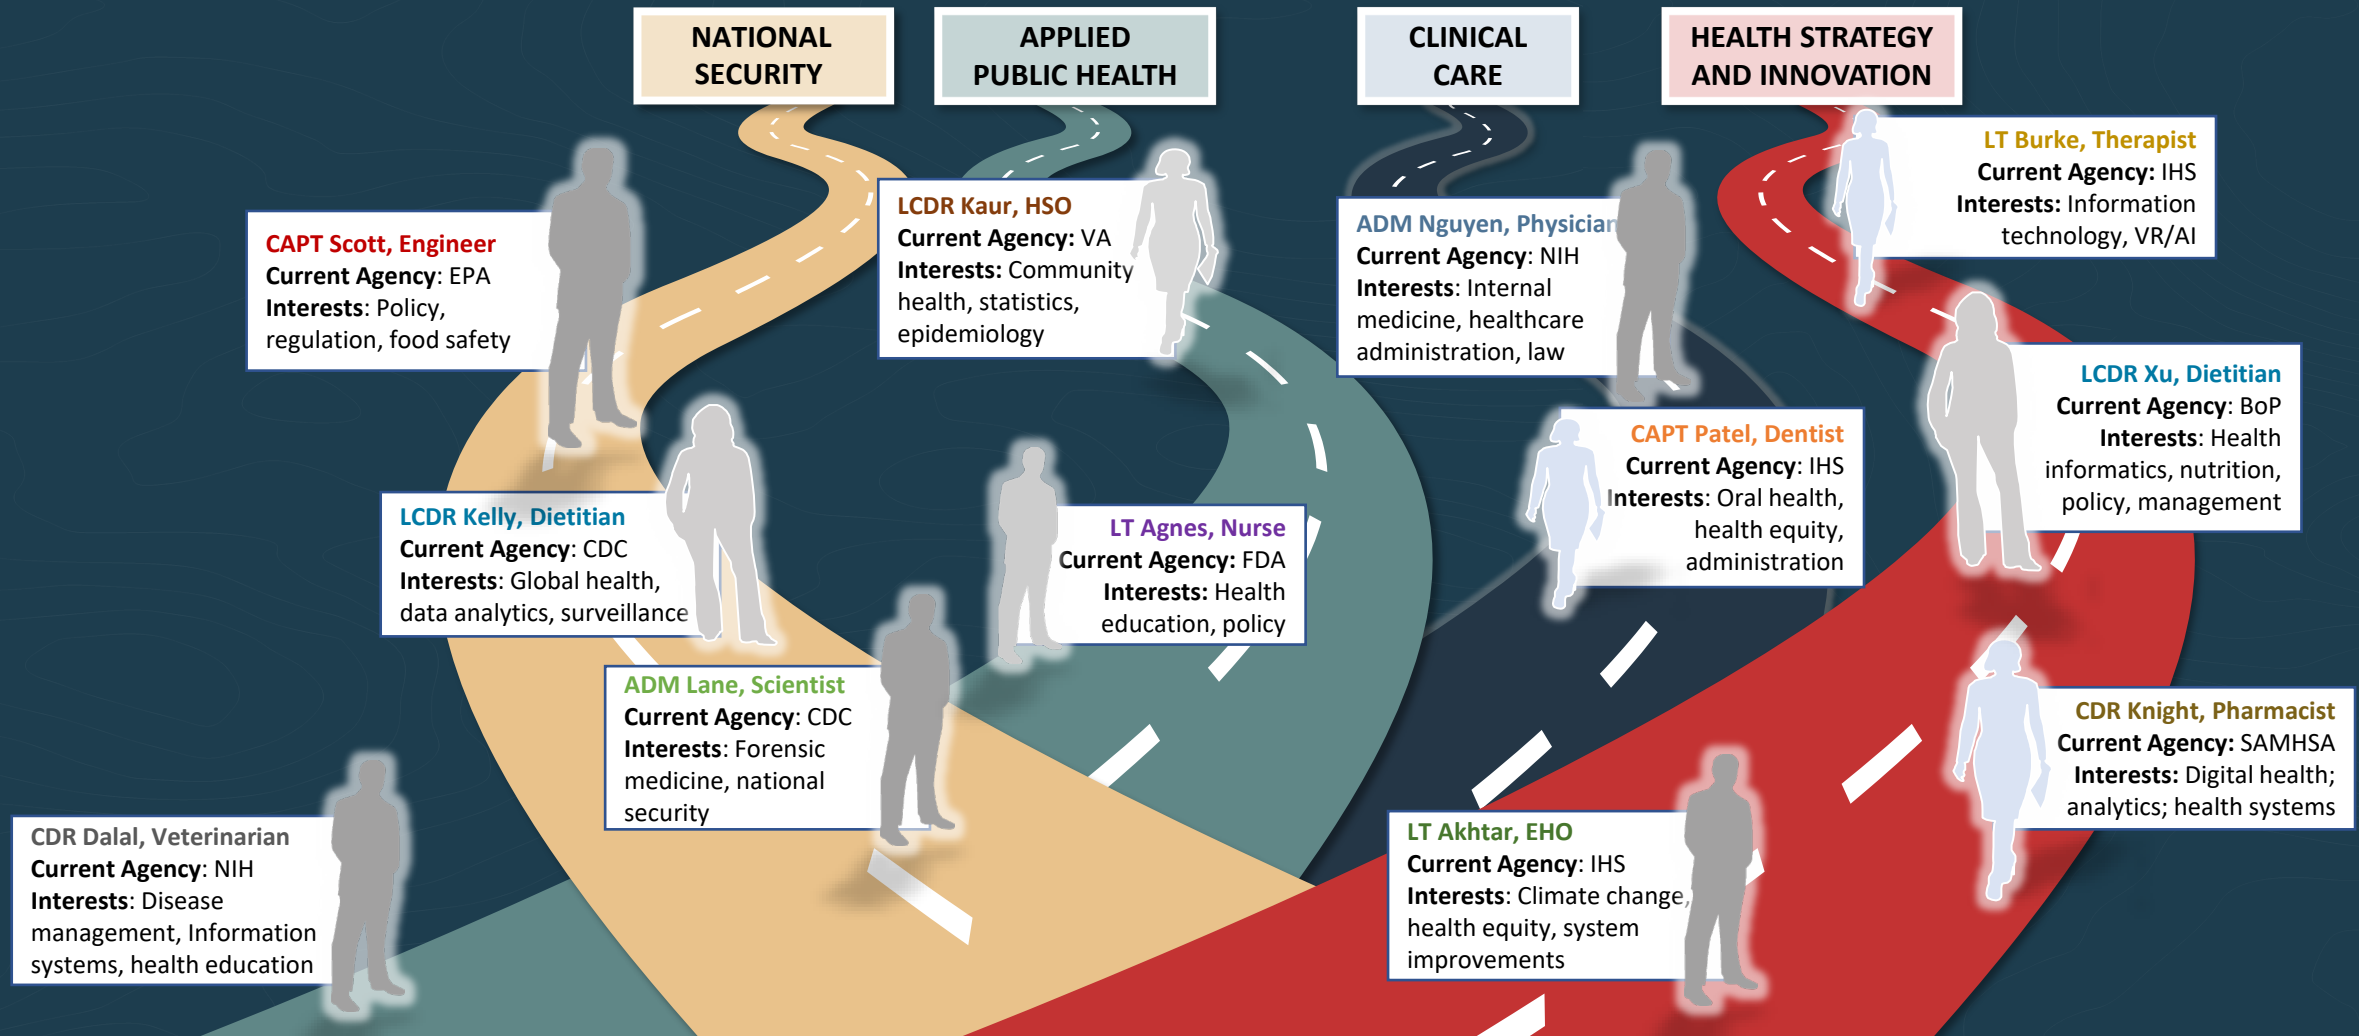 NATIONAL
SECURITY
APPLIED
PUBLIC HEALTH
CLINICAL
CARE
HEALTH STRATEGY
AND INNOVATION
CAPT Scott, Engineer
Current Agency: EPA
Interests: Policy,
regulation, food safety
LCDR Kaur, HSO
Current Agency: VA
Interests: Community
health, statistics,
epidemiology
ADM Nguyen, Physician
Current Agency: NIH
Interests: Internal
medicine, healthcare
administration, law
LT Burke, Therapist
Current Agency: IHS
Interests: Information
technology, VR/AI
LCDR Kelly, Dietitian
Current Agency: CDC
Interests: Global health,
data analytics, surveillance
LT Agnes, Nurse
Current Agency: FDA
Interests: Health
education, policy
CAPT Patel, Dentist
Current Agency: IHS
Interests: Oral health,
health equity,
administration
LCDR Xu, Dietitian
Current Agency: BoP
Interests: Health
informatics, nutrition,
policy, management
ADM Lane, Scientist
Current Agency: CDC
Interests: Forensic
medicine, national
security
CDR Knight, Pharmacist
Current Agency: SAMHSA
Interests: Digital health;
analytics; health systems
CDR Dalal, Veterinarian
Current Agency: NIH
Interests: Disease
management, Information
systems, health education
LT Akhtar, EHO
Current Agency: IHS
Interests: Climate change,
health equity, system
improvements